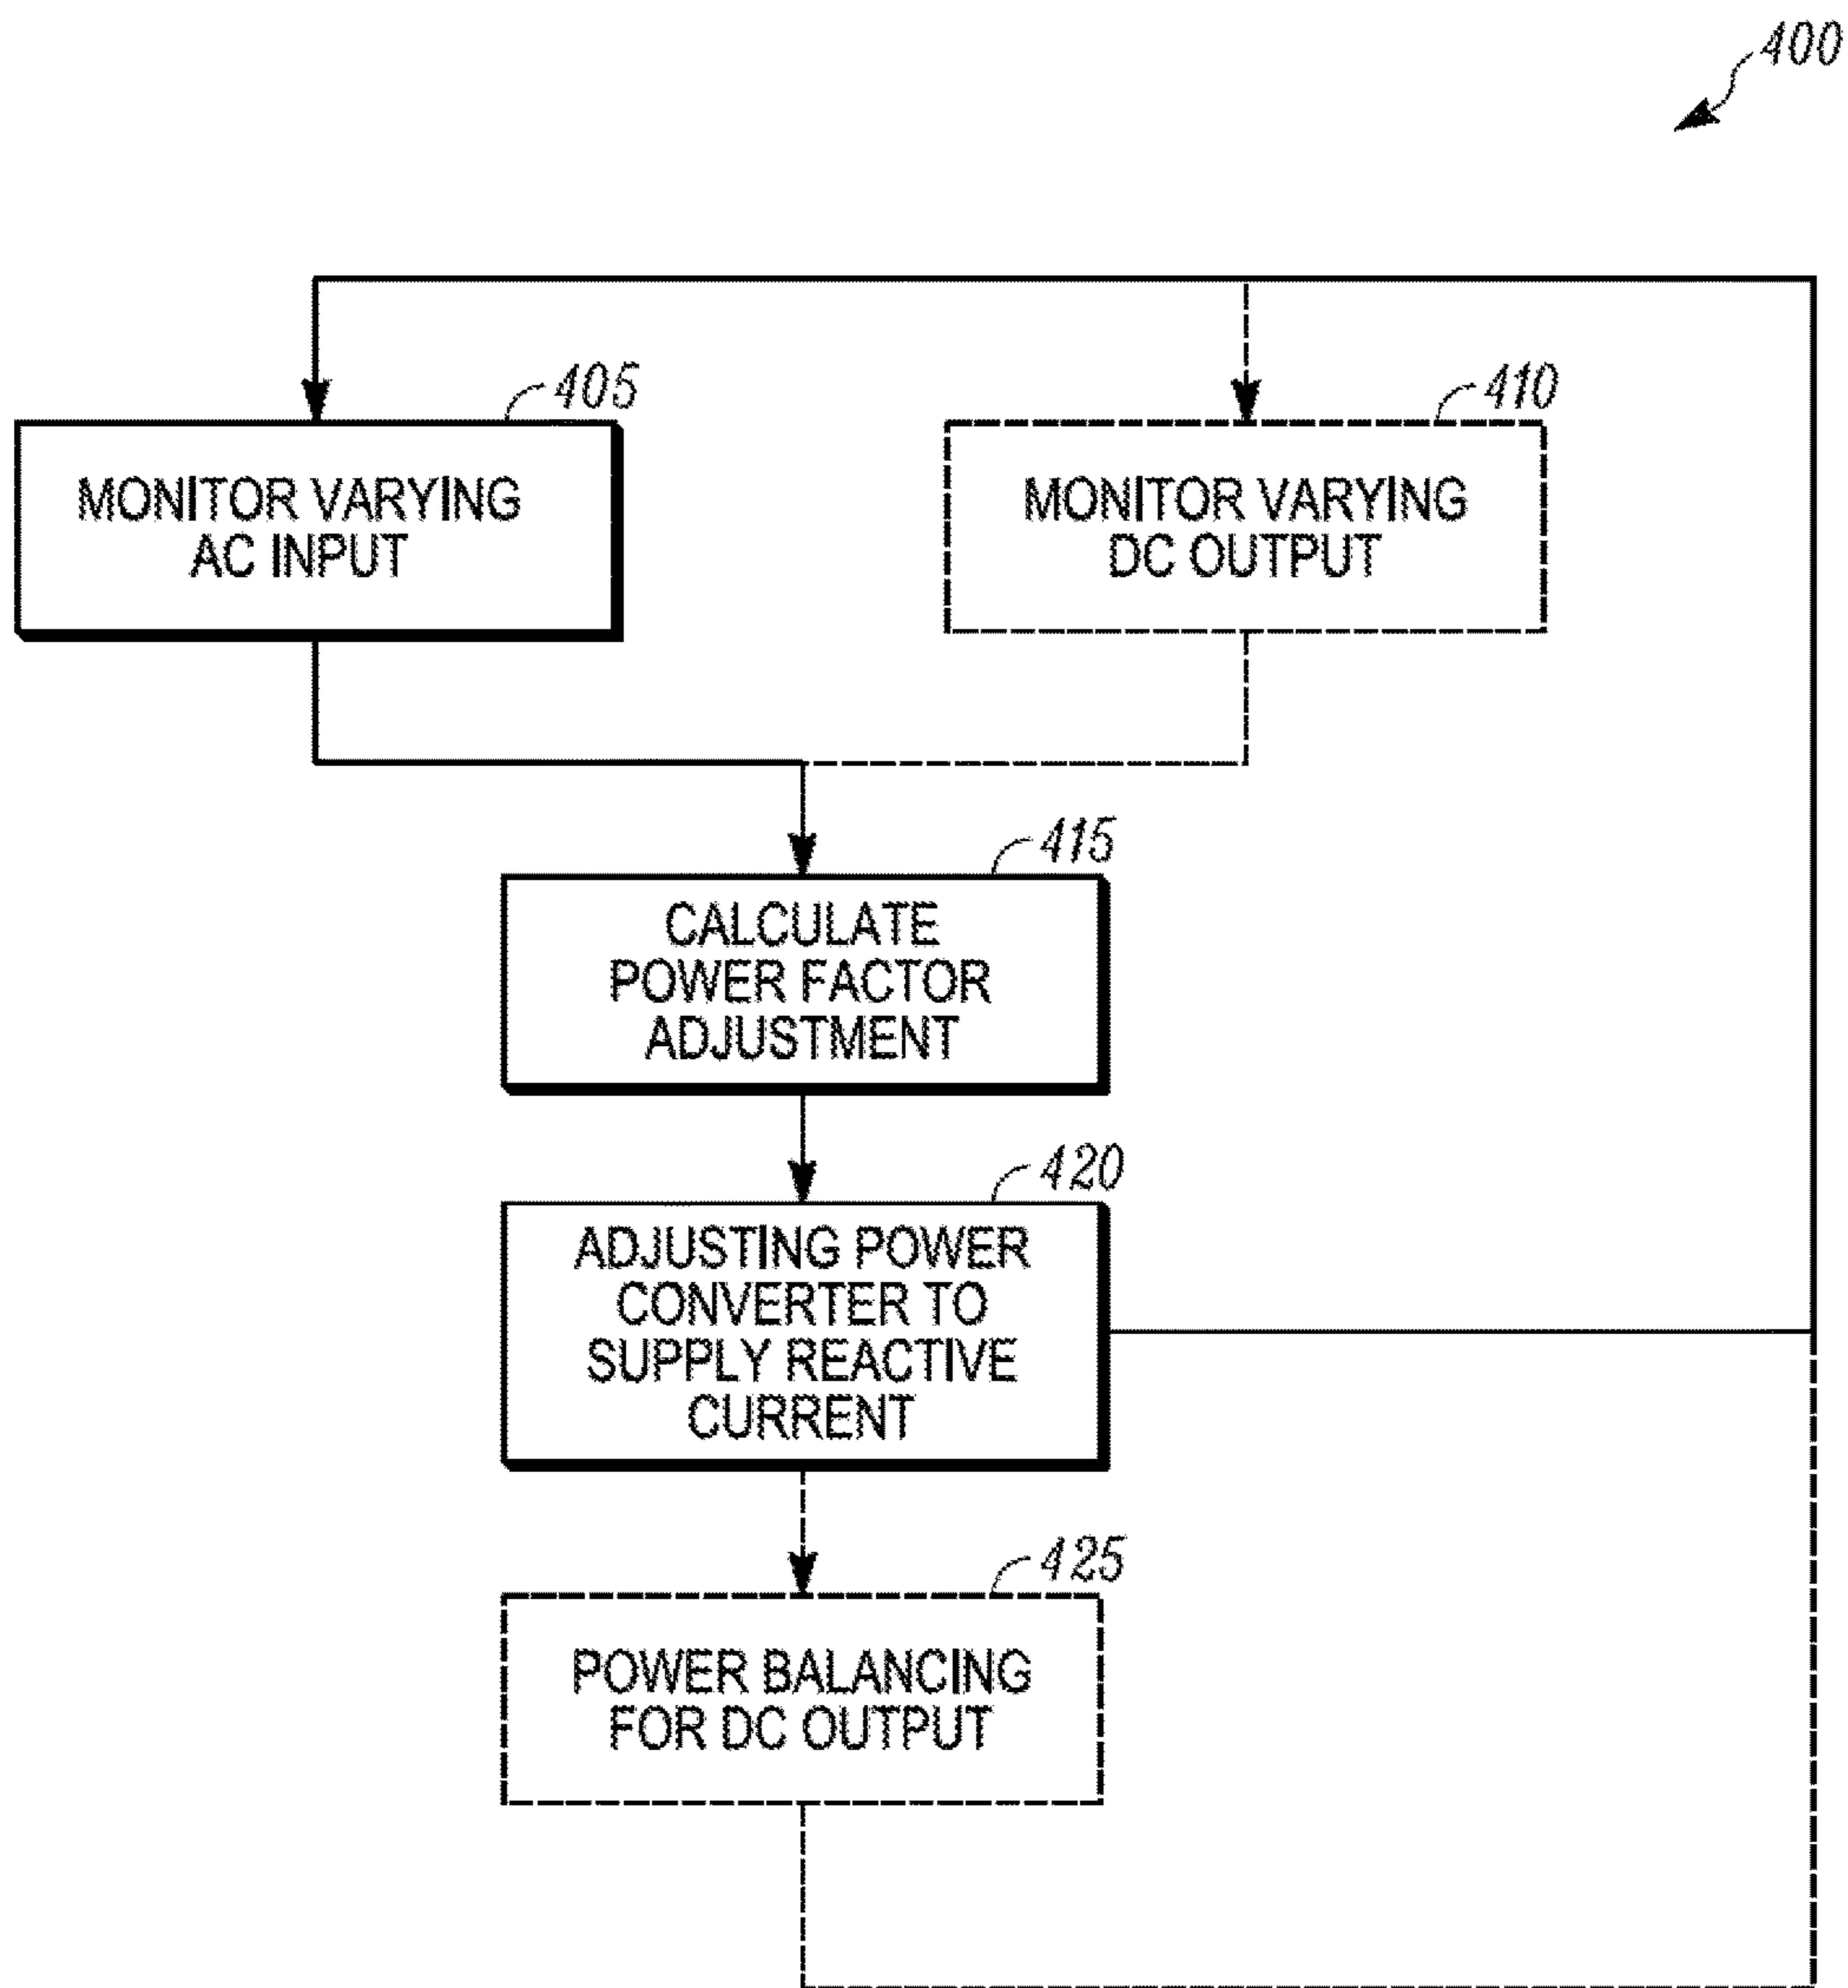 400
405
MONITOR VARYING
AC INPUT
410
MONITOR VARYING
DC OUTPUT
415
CALCULATE
POWER FACTOR
ADJUSTMENT
420
ADJUSTING POWER
CONVERTER TO
SUPPLY REACTIVE
CURRENT
425
POWER BALANCING
FOR DC OUTPUT